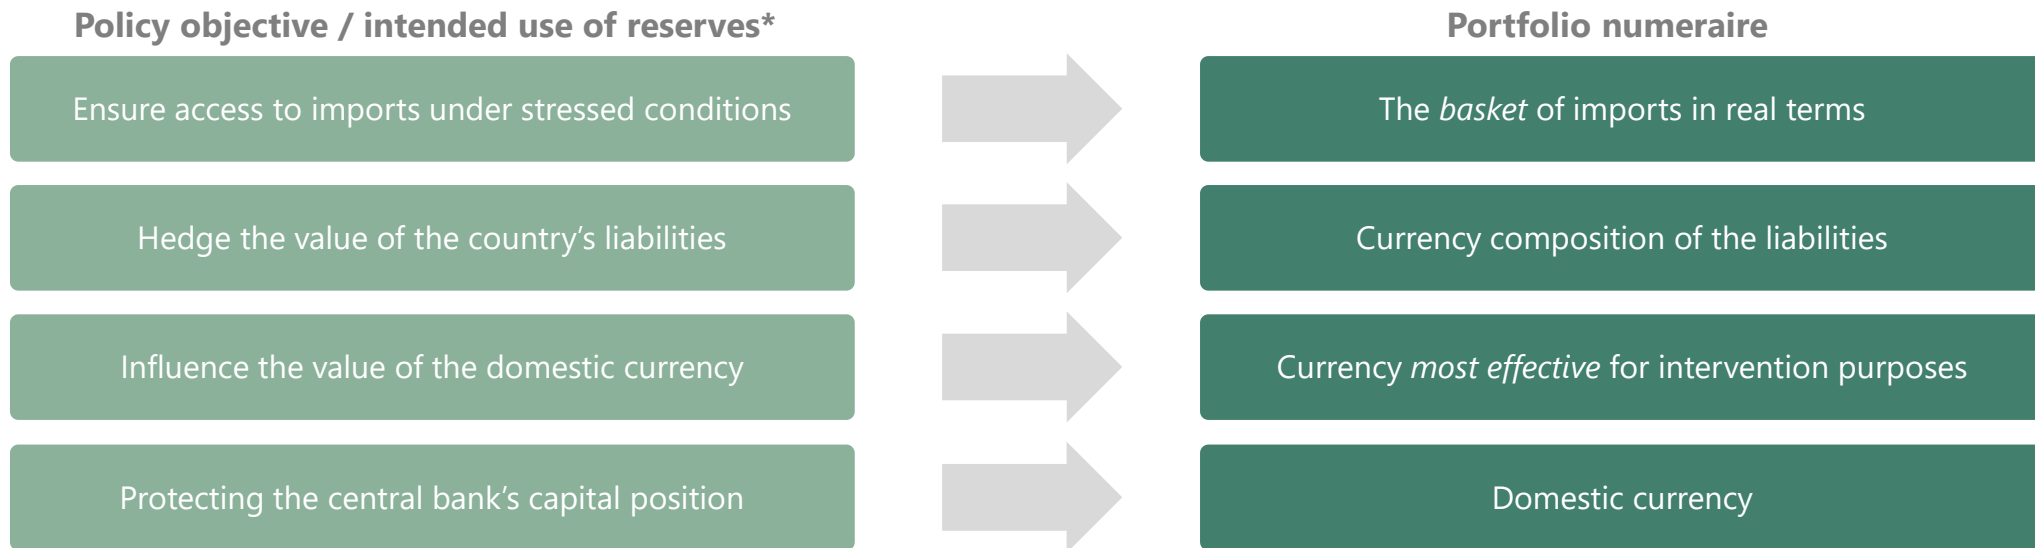 Policy objective / intended use of reserves*
Portfolio numeraire
Ensure access to imports under stressed conditions
The basket of imports in real terms
Hedge the value of the country’s liabilities
Currency composition of the liabilities
Influence the value of the domestic currency
Currency most effective for intervention purposes
Protecting the central bank’s capital position
Domestic currency